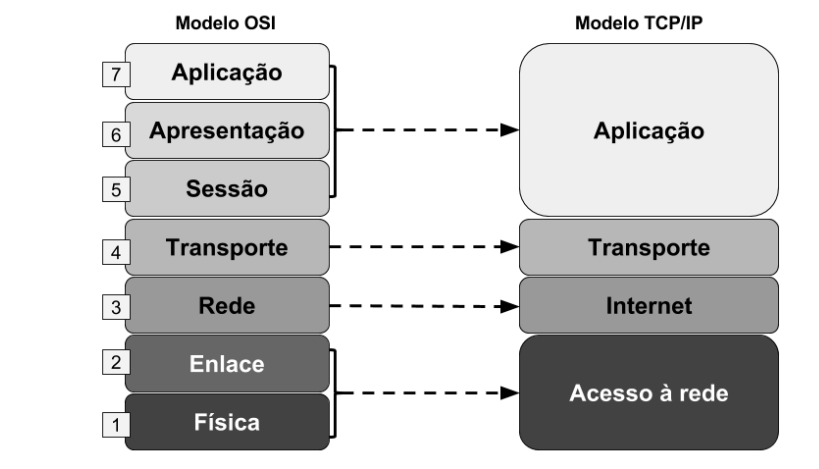 Modelo OSI
Modelo TCP/IP
7
Aplicação
6
Apresentação
5
Sessão
Aplicação
4
Transporte
Transporte
3
Rede
Internet
2
Enlace
1
Física
Acesso à rede